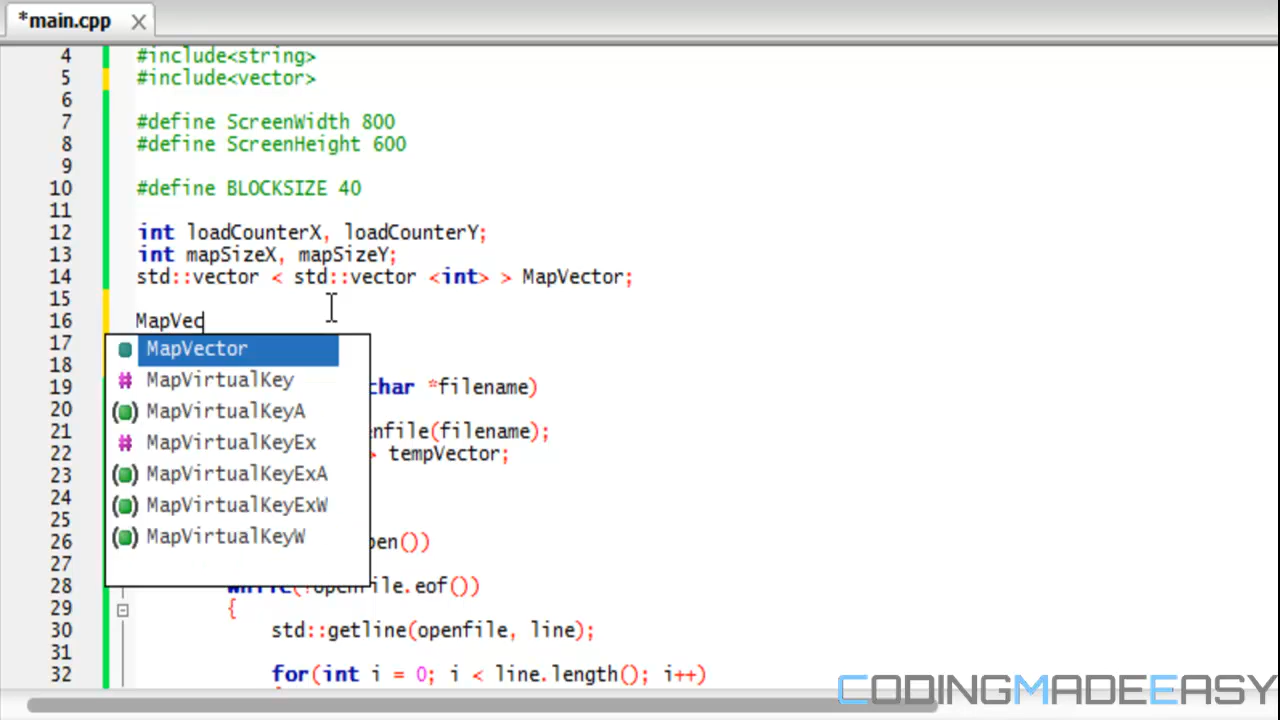 *main.cpp
4 #include<string>
5 #include<vector>
6
7 #define ScreenWidth 800
8 #define ScreenHeight 600
9
10 #define BLOCKSIZE 40
11
12 int loadCounterX, loadCounterY;
13 int mapSizeX, mapSizeY;
14 std::vector < std::vector <int> > MapVector;
15
16 MapVec
17
MapVector
18
# MapVirtualKey
19 char *filename)
(MapVirtualKeyA
20
21 nfile(filename);
# MapVirtualKeyEx
22 > tempVector;
23
MapVirtualKeyExA
24
MapVirtualKeyExW
25
26 pen())
MapVirtualKeyW
27
28 while(!openfile.eof())
29 {
30 std::getline(openfile, line);
31
32 for(int i = 0; i < line.length(); i++)
CODINGMADEEASY